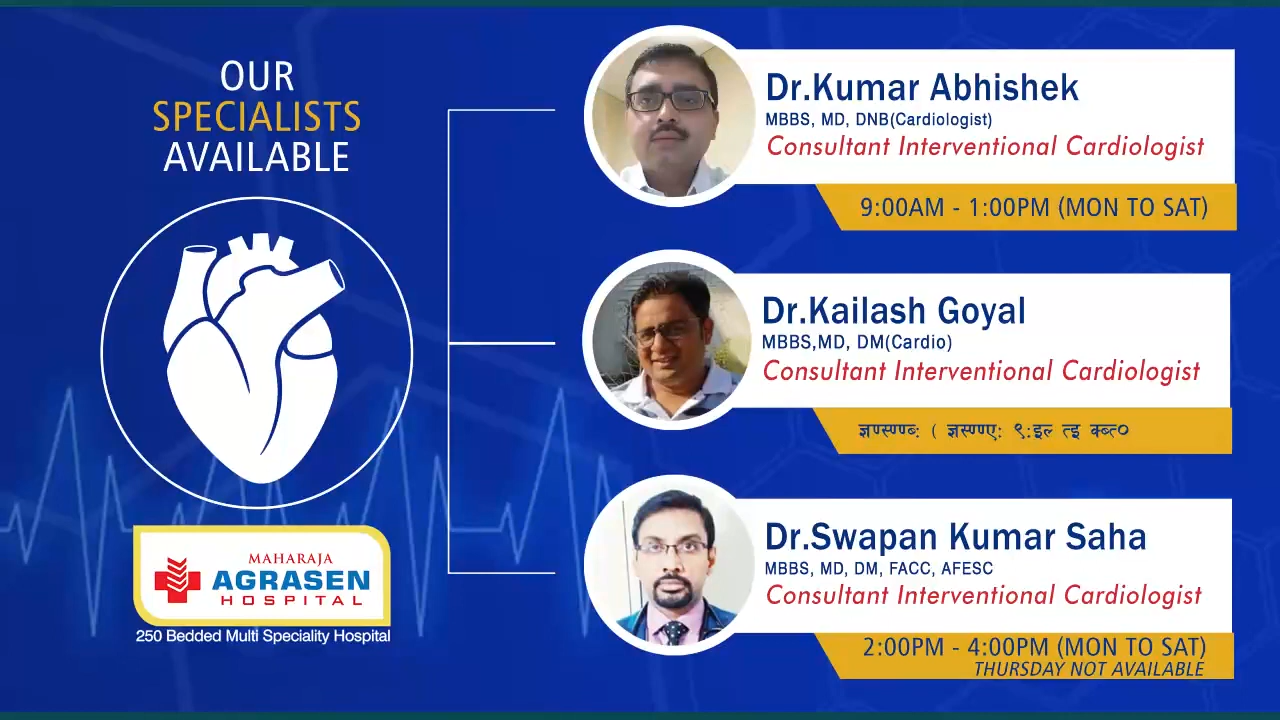 OUR
SPECIALISTS
AVAILABLE
MAHARAJA
AGRASEN
HOSPITAL
250 Bedded Multi Speciality Hospital
Dr.Kumar Abhishek
MBBS, MD, DNB(Cardiologist)
Consultant Interventional Cardiologist
9:00AM - 1:00PM (MON TO SAT)
Dr.Kailash Goyal
MBBS,MD, DM(Cardio)
Consultant Interventional Cardiologist
Dr.Swapan Kumar Saha
MBBS, MD, DM, FACC, AFESC
Consultant Interventional Cardiologist
2:00PM - 4:00PM (MON TO SAT)
THURSDAY NOT AVAILABLE